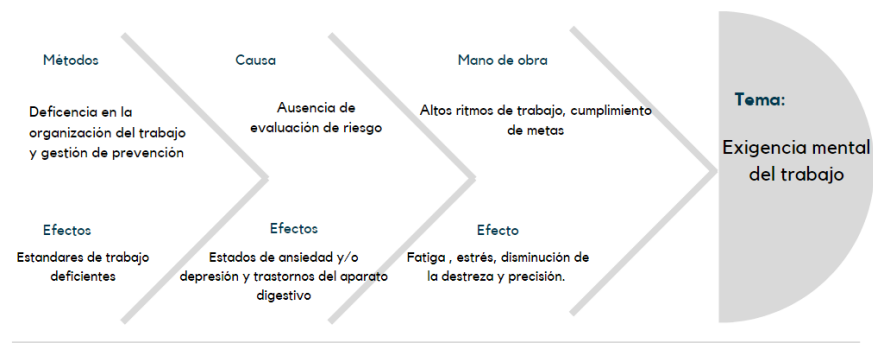 Métodos
Deficencia en la
organización del trabajo
y gestión de prevención
Causa
Ausencia de
evaluación de riesgo
Mano de obra
Altos ritmos de trabajo, cumplimiento
de metas
Tema:
Exigencia mental
del trabajo
Efectos
Estandares de trabajo
deficientes
Efectos
Estados de ansiedad y/o
depresión y trastornos del aparato
digestivo
Efecto
Fatiga , estrés, disminución de
la destreza y precisión.